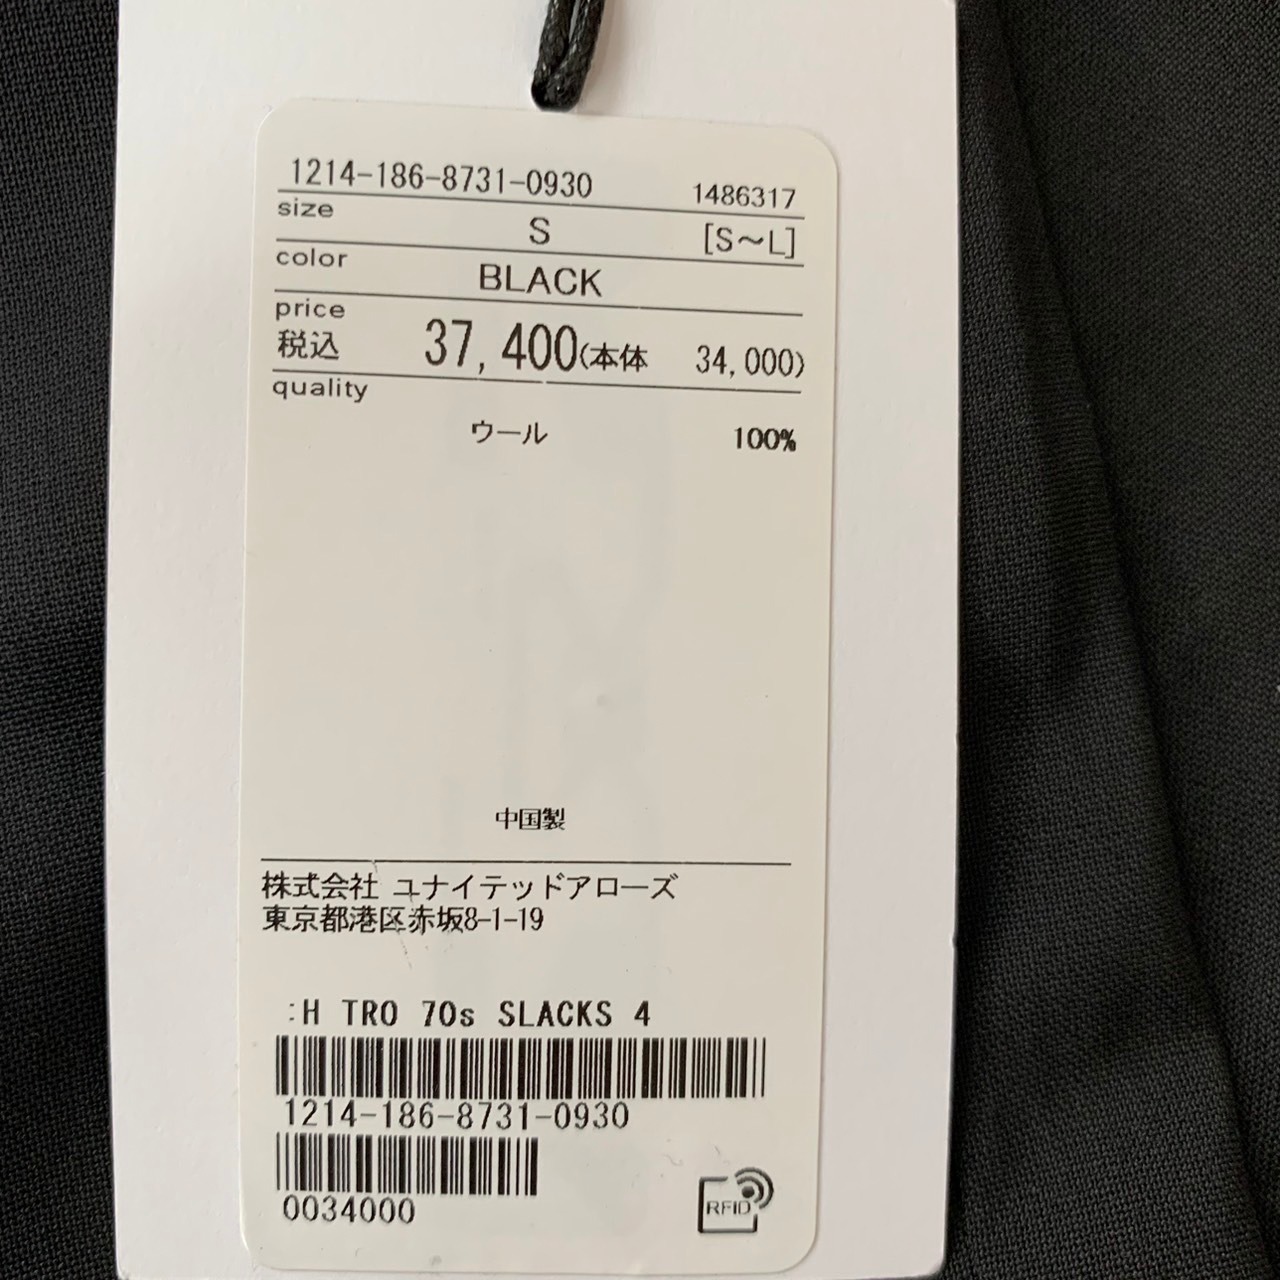 1214-186-8731-0930 1486317
size S [S～L]
color BLACK
price
税込 37,400(本体 34,000)
quality
ウール 100%
中国製
株式会社 ユナイテッドアローズ
東京都港区赤坂8-1-19
:H TRO 70s SLACKS 4
1214-186-8731-0930
0034000
RFID